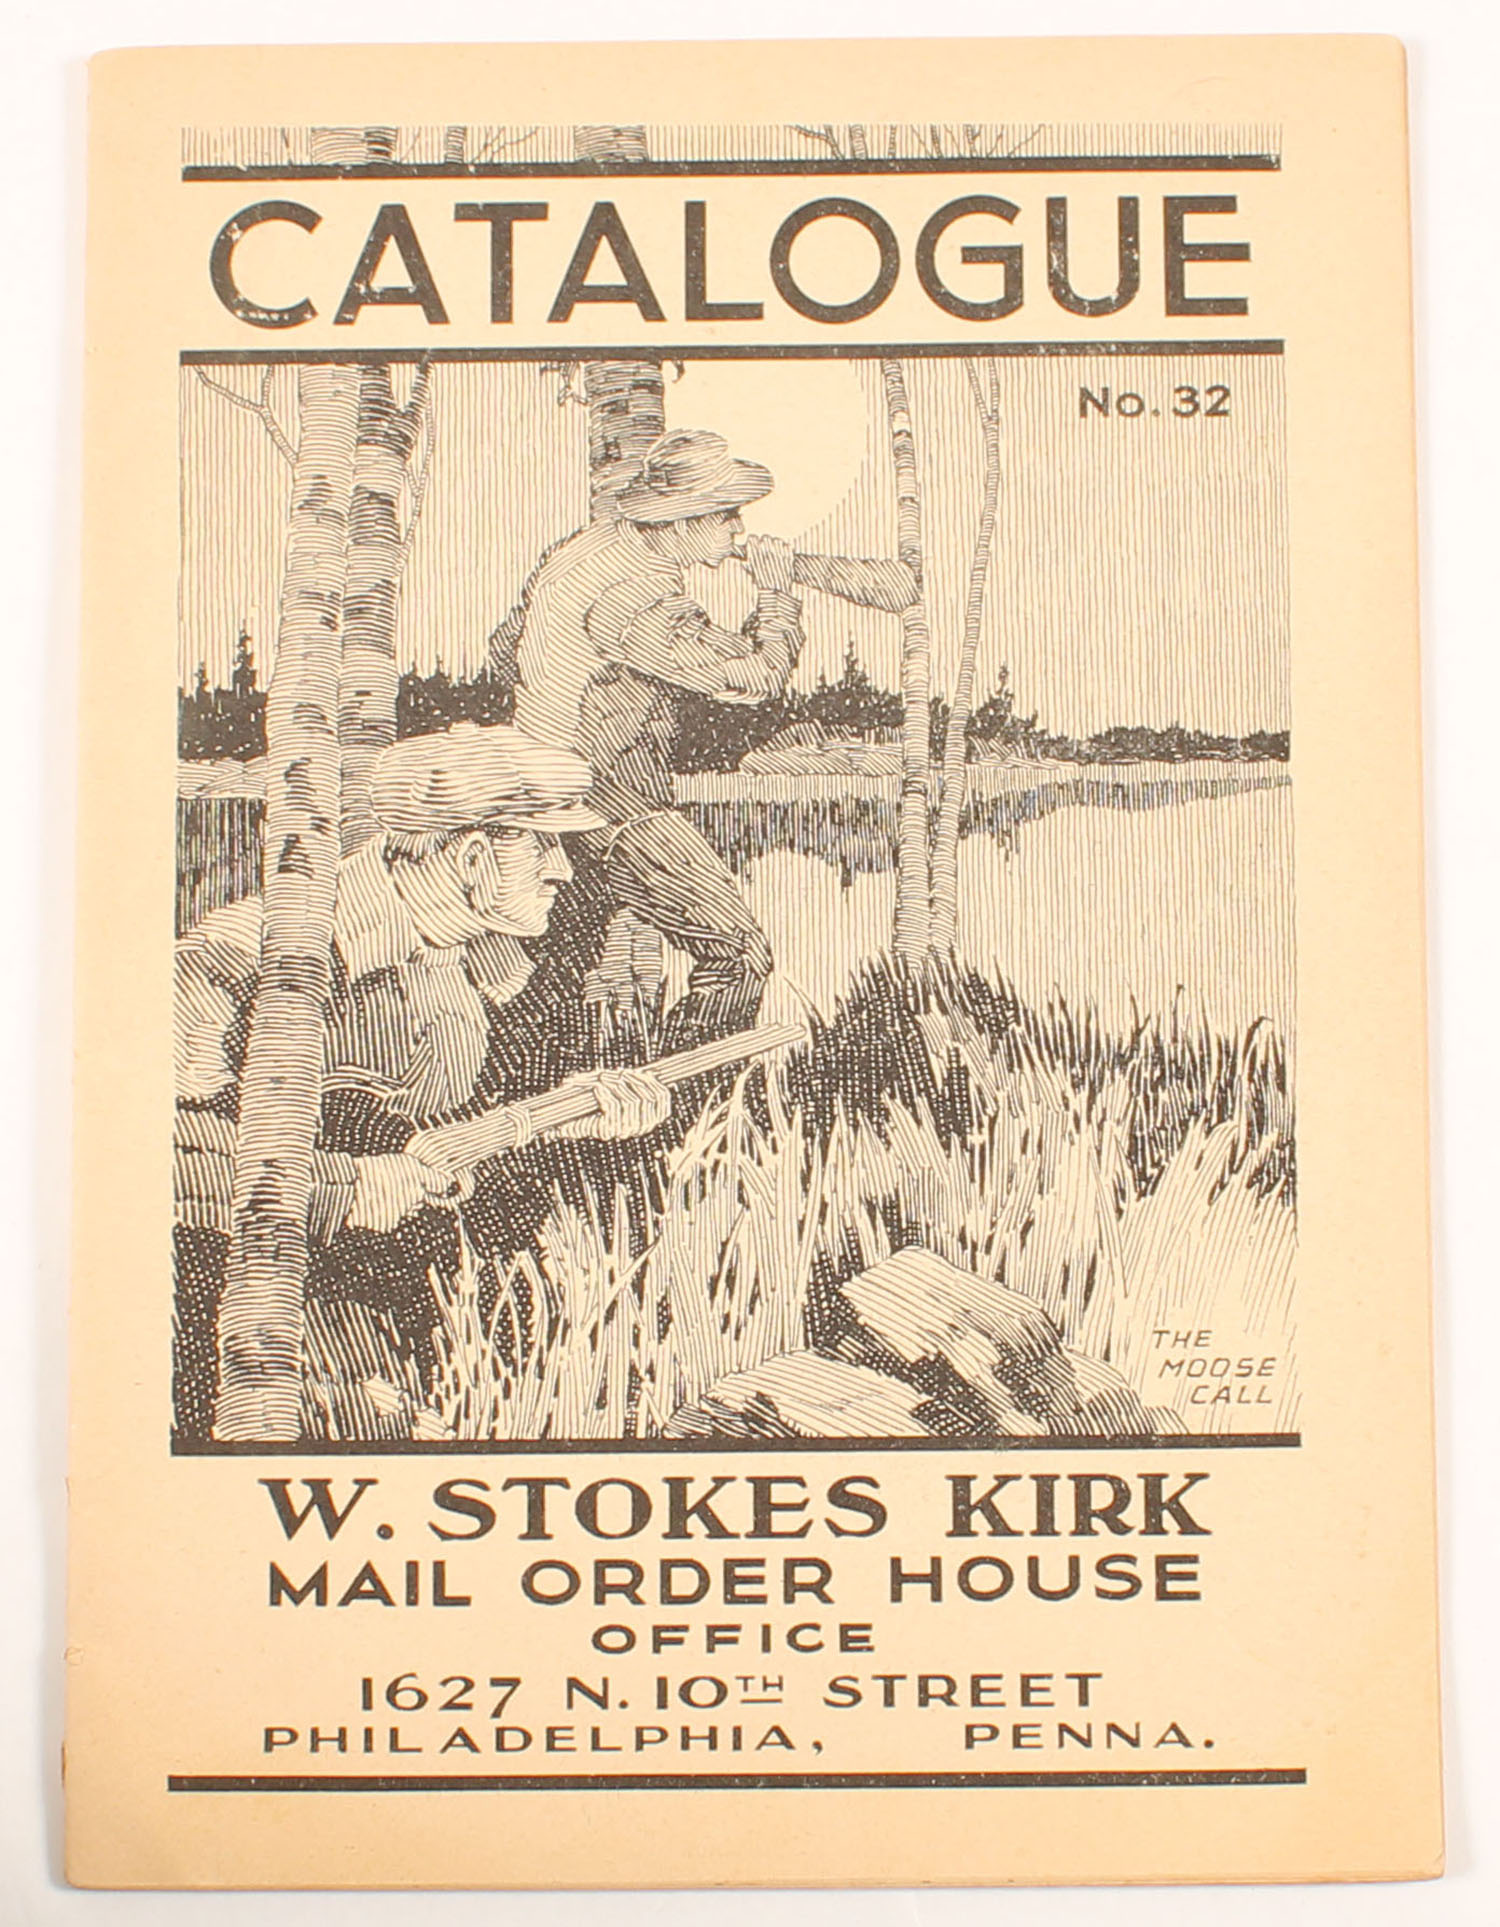 CATALOGUE
No. 32
THE
MOOSE
CALL
W. STOKES KIRK
MAIL ORDER HOUSE
OFFICE
1627 N. 10TH STREET
PHILADELPHIA, PENNA.